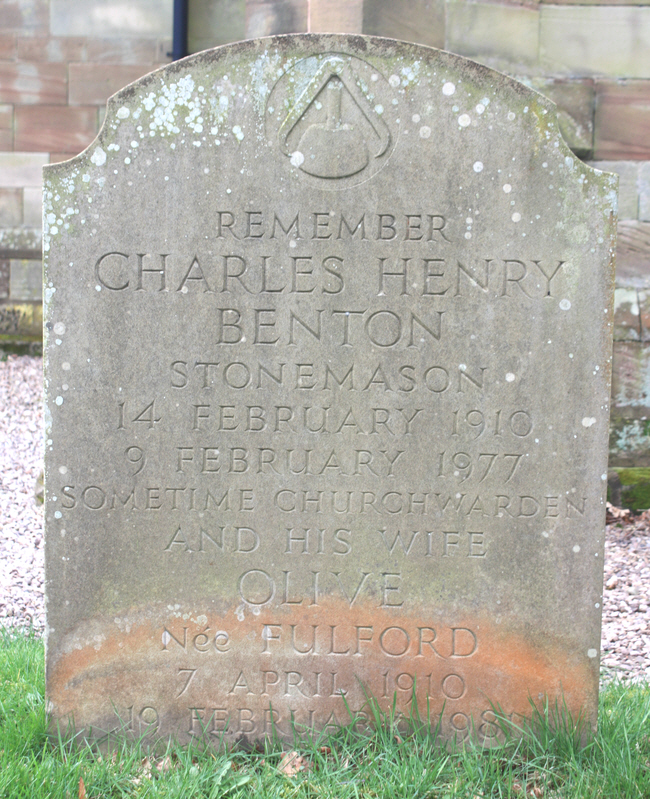 REMEMBER
CHARLES HENRY
BENTON
STONEMASON
14 FEBRUARY 1910
9 FEBRUARY 1977
SOMETIME CHURCHWARDEN
AND HIS WIFE
OLIVE
Née FULFORD
7 APRIL 1910
19 FEBRUARY